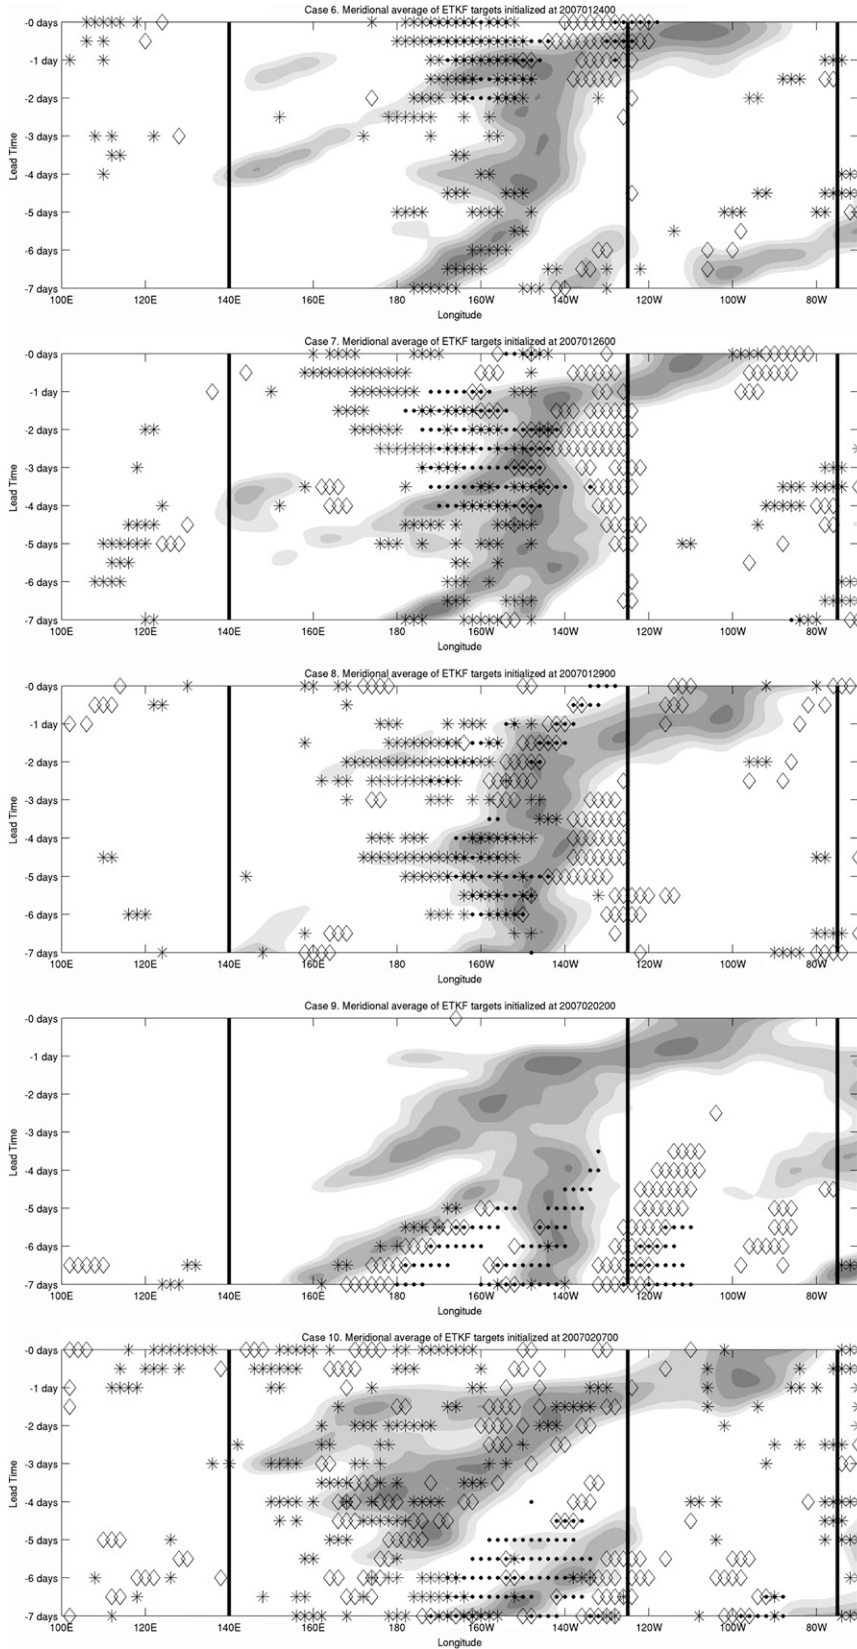 Case 6. Meridional average of ETKF targets initialized at 2007012400
-0 days
-1 day
-2 days
-3 days
-4 days
-5 days
-6 days
-7 days
Lead Time
100E 120E 140E 160E 180 160W 140W 120W 100W 80W
Longitude
Case 7. Meridional average of ETKF targets initialized at 2007012600
-0 days
-1 day
-2 days
-3 days
-4 days
-5 days
-6 days
-7 days
Lead Time
100E 120E 140E 160E 180 160W 140W 120W 100W 80W
Longitude
Case 8. Meridional average of ETKF targets initialized at 2007012900
-0 days
-1 day
-2 days
-3 days
-4 days
-5 days
-6 days
-7 days
Lead Time
100E 120E 140E 160E 180 160W 140W 120W 100W 80W
Longitude
Case 9. Meridional average of ETKF targets initialized at 2007020200
-0 days
-1 day
-2 days
-3 days
-4 days
-5 days
-6 days
-7 days
Lead Time
100E 120E 140E 160E 180 160W 140W 120W 100W 80W
Longitude
Case 10. Meridional average of ETKF targets initialized at 2007020700
-0 days
-1 day
-2 days
-3 days
-4 days
-5 days
-6 days
-7 days
Lead Time
100E 120E 140E 160E 180 160W 140W 120W 100W 80W
Longitude